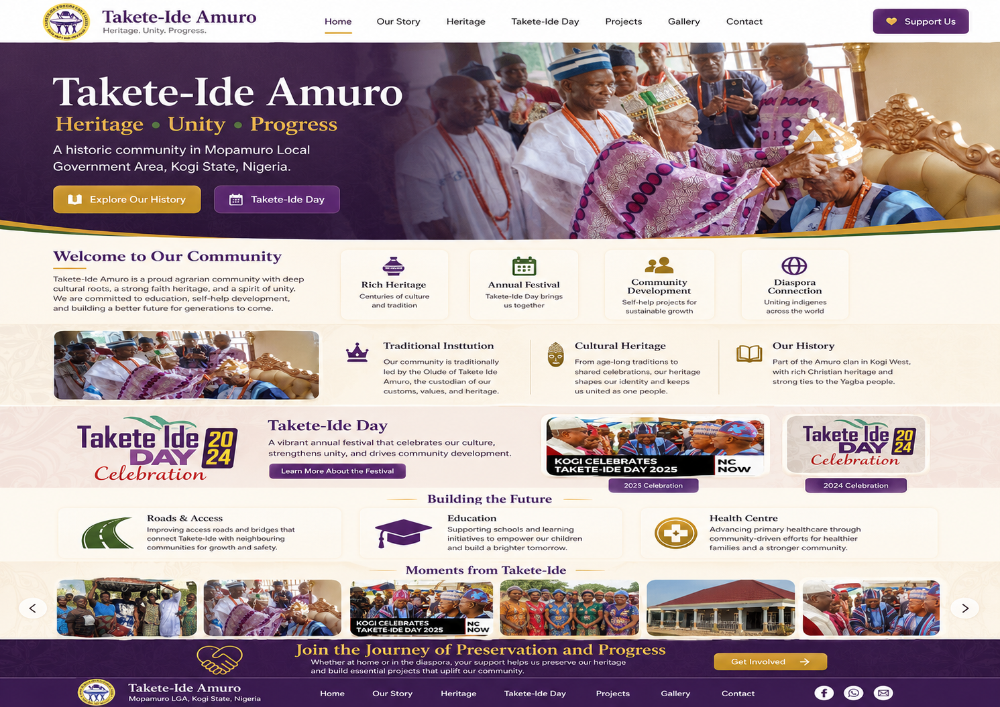 Takete-Ide Amuro
Heritage. Unity. Progress.
Home
Our Story
Heritage
Takete-Ide Day
Projects
Gallery
Contact
Support Us
Takete-Ide Amuro
Heritage • Unity • Progress
A historic community in Mopamuro Local
Government Area, Kogi State, Nigeria.
Explore Our History
Takete-Ide Day
Welcome to Our Community
Takete-Ide Amuro is a proud agrarian community with deep
cultural roots, a strong faith heritage, and a spirit of unity.
We are committed to education, self-help development,
and building a better future for generations to come.
Rich Heritage
Centuries of culture
and tradition
Annual Festival
Takete-Ide Day brings
us together
Community
Development
Self-help projects for
sustainable growth
Diaspora
Connection
Uniting indigenes
across the world
Traditional Insttution
Our community is traditionally
led by the Olude of Takete Ide
Amuro, the custodian of our
customs, values, and heritage.
Cultural Heritage
From age-long traditions to
shared celebrations, our heritage
shapes our identity and keeps
us united as one people.
Our History
Part of the Amuro clan in Kogi West,
with rich Christian heritage and
strong ties to the Yagba people.
Takete Ide
DAY
2024
Celebration
Takete-Ide Day
A vibrant annual festival that celebrates our culture,
strengthens unity, and drives community development.
Learn More About the Festival
KOGI CELEBRATES
TAKETE-IDE DAY 2025
NC
NOW
2025 Celebration
Takete Ide
DAY
2024
Celebration
2024 Celebration
Building the Future
Roads & Access
Improving access roads and bridges that
connect Takete-Ide with neighbouring
communities for growth and safety.
Education
Supporting schools and learning
initiatives to empower our children
and build a brighter tomorrow.
Health Centre
Advancing primary healthcare through
community-driven efforts for healthier
families and a stronger community.
Moments from Takete-Ide
KOGI CELEBRATES
TAKETE-IDE DAY 2025
NC
NOW
Join the Journey of Preservation and Progress
Whether at home or in the diaspora, your support helps us preserve our heritage
and build essential projects that uplift our community.
Get Involved
Takete-Ide Amuro
Mopamuro LGA, Kogi State, Nigeria
Home
Our Story
Heritage
Takete-Ide Day
Projects
Gallery
Contact